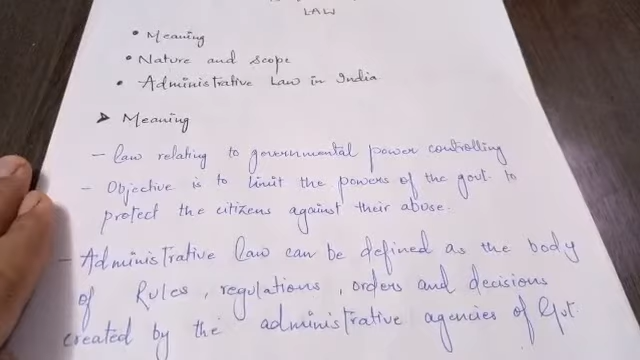 LAW
• Meaning
• Nature and scope
• Administrative Law in India
➤ Meaning
– Law relating to governmental power controlling
– Objective is to limit the powers of the govt. to
protect the citizens against their abuse.
– Administrative law can be defined as the body
of Rules, regulations, orders and decisions
created by the administrative agencies of Gvt.